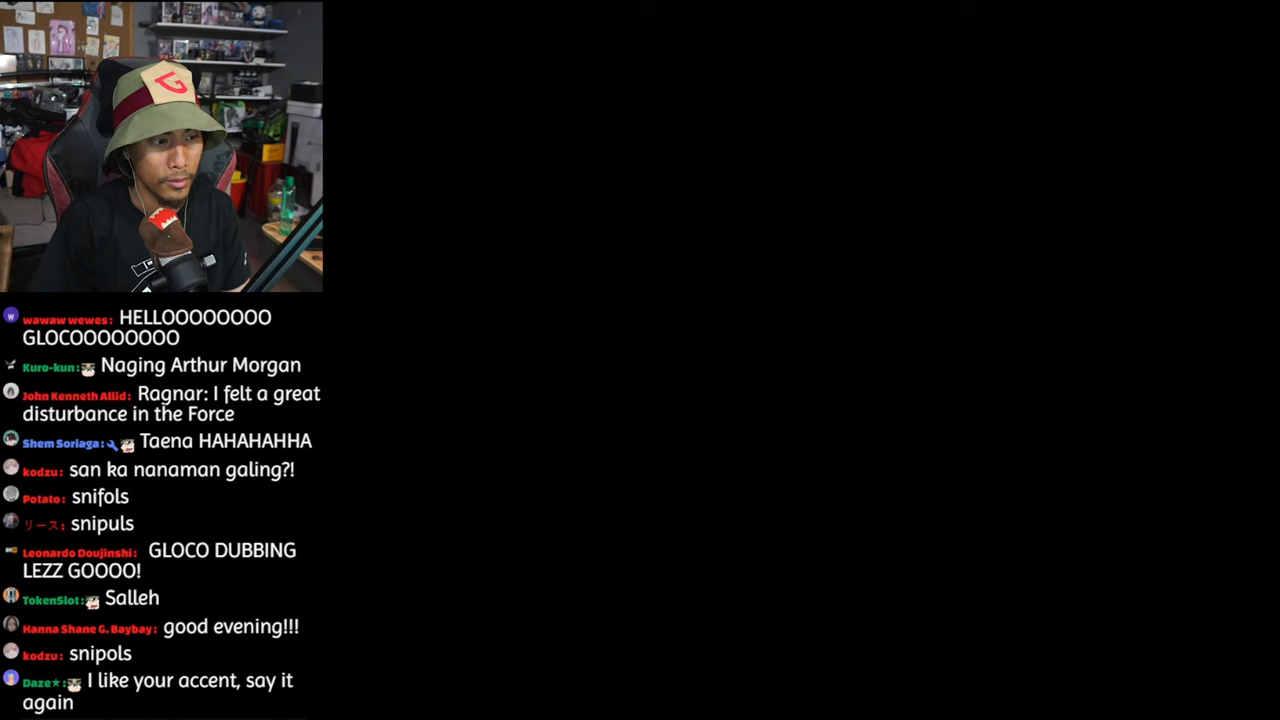 G
wawaw wewes: HELLOOOOOOOO
GLOCOOOOOOOO
Kuro-kun: Naging Arthur Morgan
John Kenneth Allid: Ragnar: I felt a great
disturbance in the Force
Shem Soriaga: Taena HAHAHAHHA
kodzu: san ka nanaman galing?!
Potato: snifols
リース: snipuls
Leonardo Doujinshi: GLOCO DUBBING
LEZZ GOOOO!
TokenSlot: Salleh
Hanna Shane G. Baybay: good evening!!!
kodzu: snipols
Daze★: I like your accent, say it
again